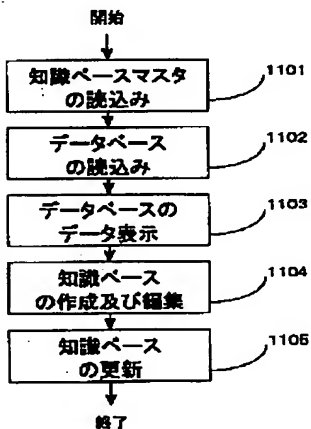 開始
知識ベースマスタ
の読込み
1101
データベース
の読込み
1102
データベースの
データ表示
1103
知識ベース
の作成及び編集
1104
知識ベース
の更新
1105
終了